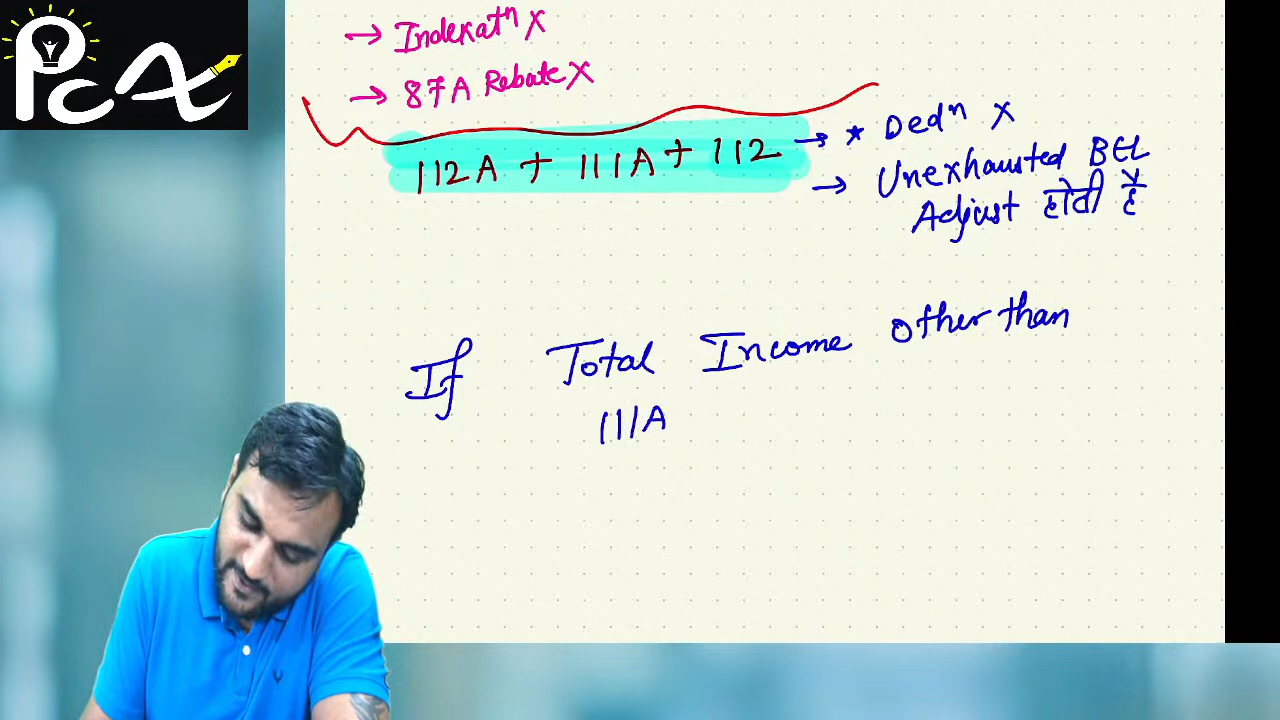 PCA
→ Indexatⁿ X
→ 87A Rebate X
112A + 111A + 112 → * Dedⁿ X
→ Unexhausted BEL
Adjust होती है
If Total Income other than
111A